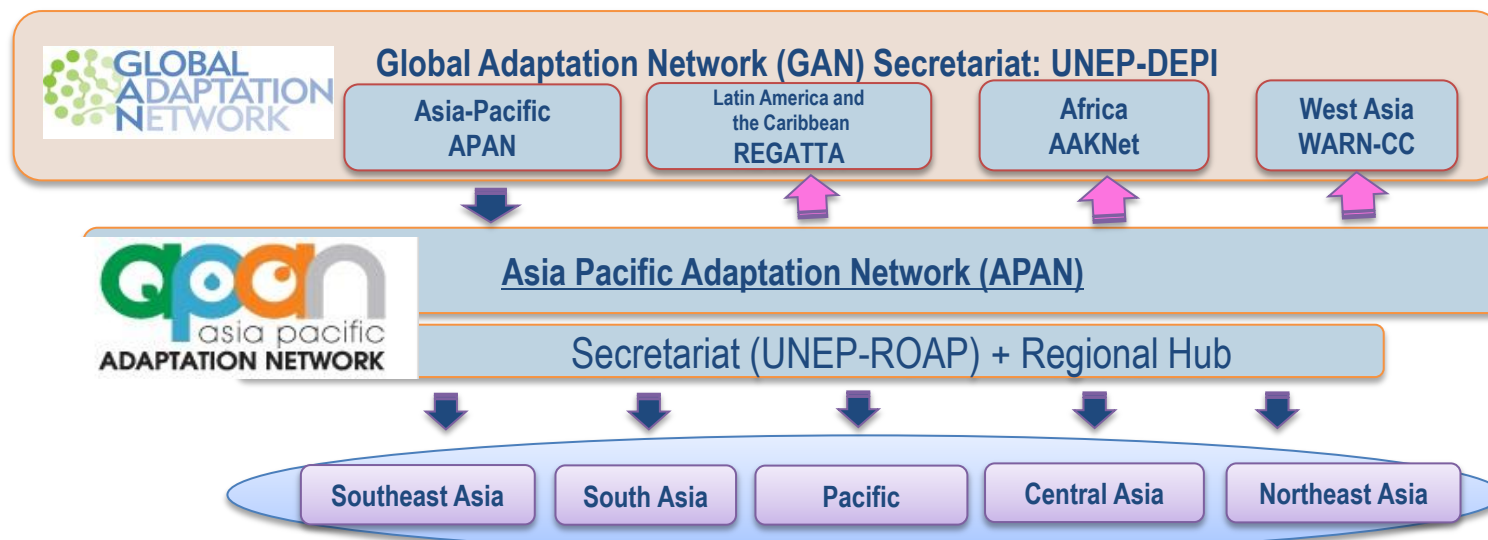 GLOBAL
ADAPTATION
NETWORK
Global Adaptation Network (GAN) Secretariat: UNEP-DEPI
Asia-Pacific
APAN
Latin America and
the Caribbean
REGATTA
Africa
AAKNet
West Asia
WARN-CC
apan
asia pacific
ADAPTATION NETWORK
Asia Pacific Adaptation Network (APAN)
Secretariat (UNEP-ROAP) + Regional Hub
Southeast Asia
South Asia
Pacific
Central Asia
Northeast Asia